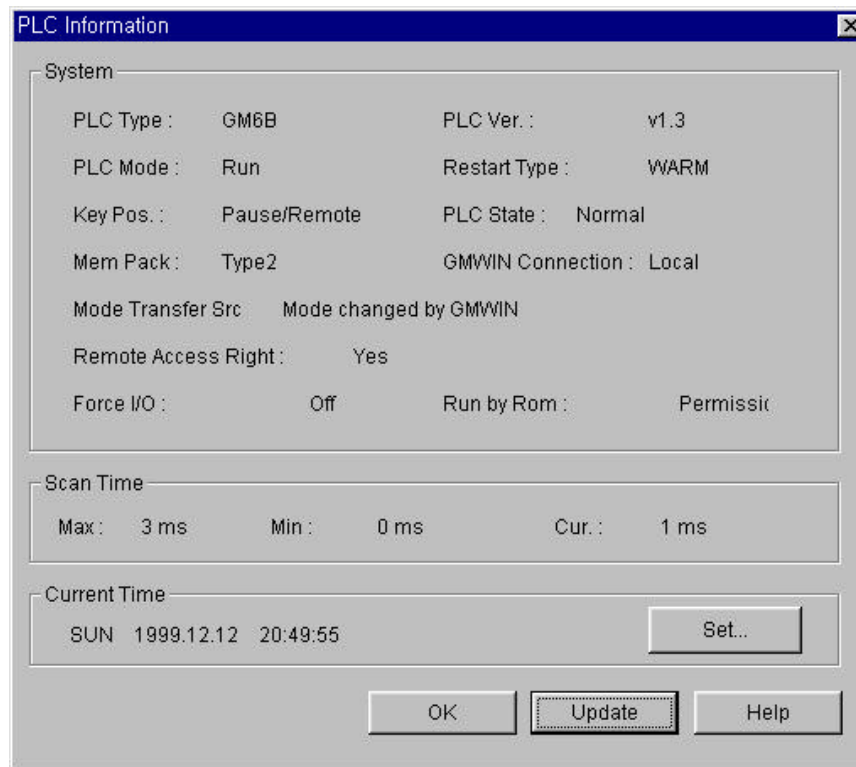 PLC Information
System
PLC Type : GM6B PLC Ver. : v1.3
PLC Mode : Run Restart Type : WARM
Key Pos. : Pause/Remote PLC State : Normal
Mem Pack : Type2 GMWIN Connection : Local
Mode Transfer Src Mode changed by GMWIN
Remote Access Right : Yes
Force I/O : Off Run by Rom : Permissic
Scan Time
Max : 3 ms Min : 0 ms Cur. : 1 ms
Current Time
SUN 1999.12.12 20:49:55 Set...
OK Update Help